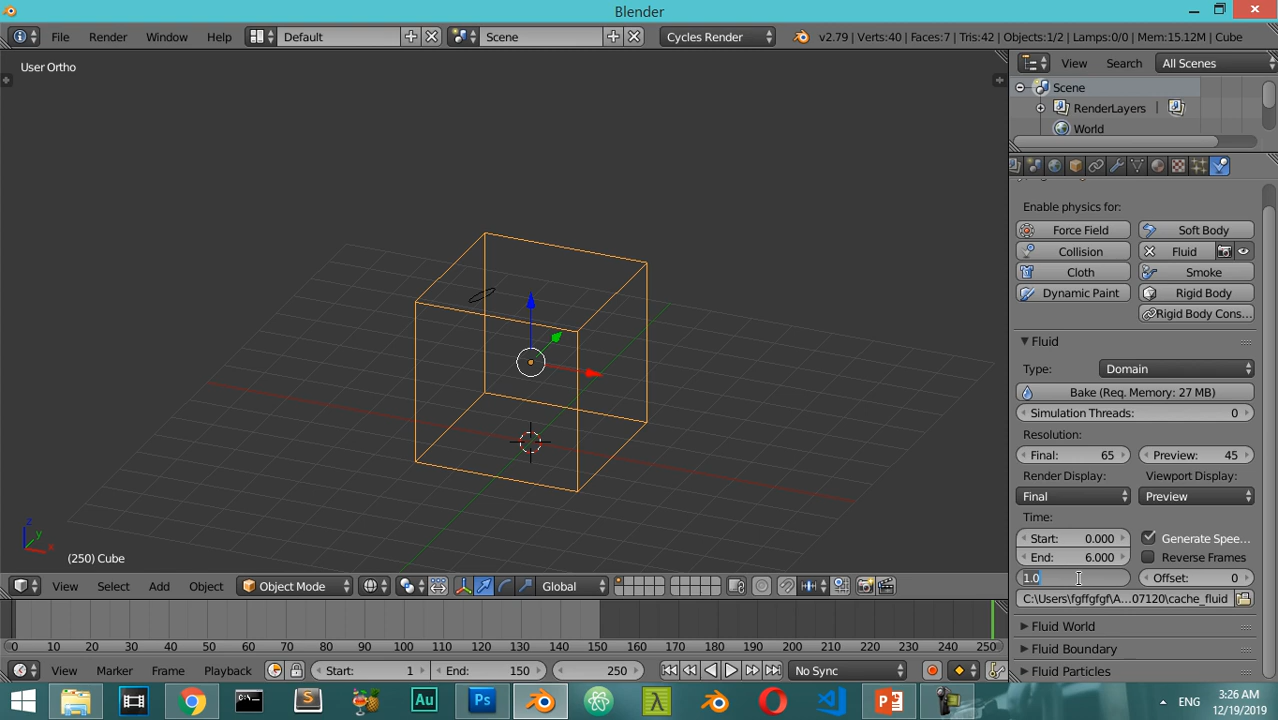 Blender
File Render Window Help Default Scene Cycles Render v2.79 | Verts:40 | Faces:7 | Tris:42 | Objects:1/2 | Lamps:0/0 | Mem:15.12M | Cube
User Ortho
View Search All Scenes
Scene
RenderLayers
World
Enable physics for:
Force Field Soft Body
Collision Fluid
Cloth Smoke
Dynamic Paint Rigid Body
Rigid Body Cons...
Fluid
Type: Domain
Bake (Req. Memory: 27 MB)
Simulation Threads: 0
Resolution:
Final: 65 Preview: 45
Render Display: Viewport Display:
Final Preview
Time:
Start: 0.000 Generate Spee...
End: 6.000 Reverse Frames
1.0 Offset: 0
C:\Users\fgffgfgf\A...07120\cache_fluid
Fluid World
Fluid Boundary
Fluid Particles
z
y
x
(250) Cube
View Select Add Object Object Mode Global
0 10 20 30 40 50 60 70 80 90 100 110 120 130 140 150 160 170 180 190 200 210 220 230 240 250
View Marker Frame Playback Start: 1 End: 150 250 No Sync
Au Ps ENG 3:26 AM
12/19/2019